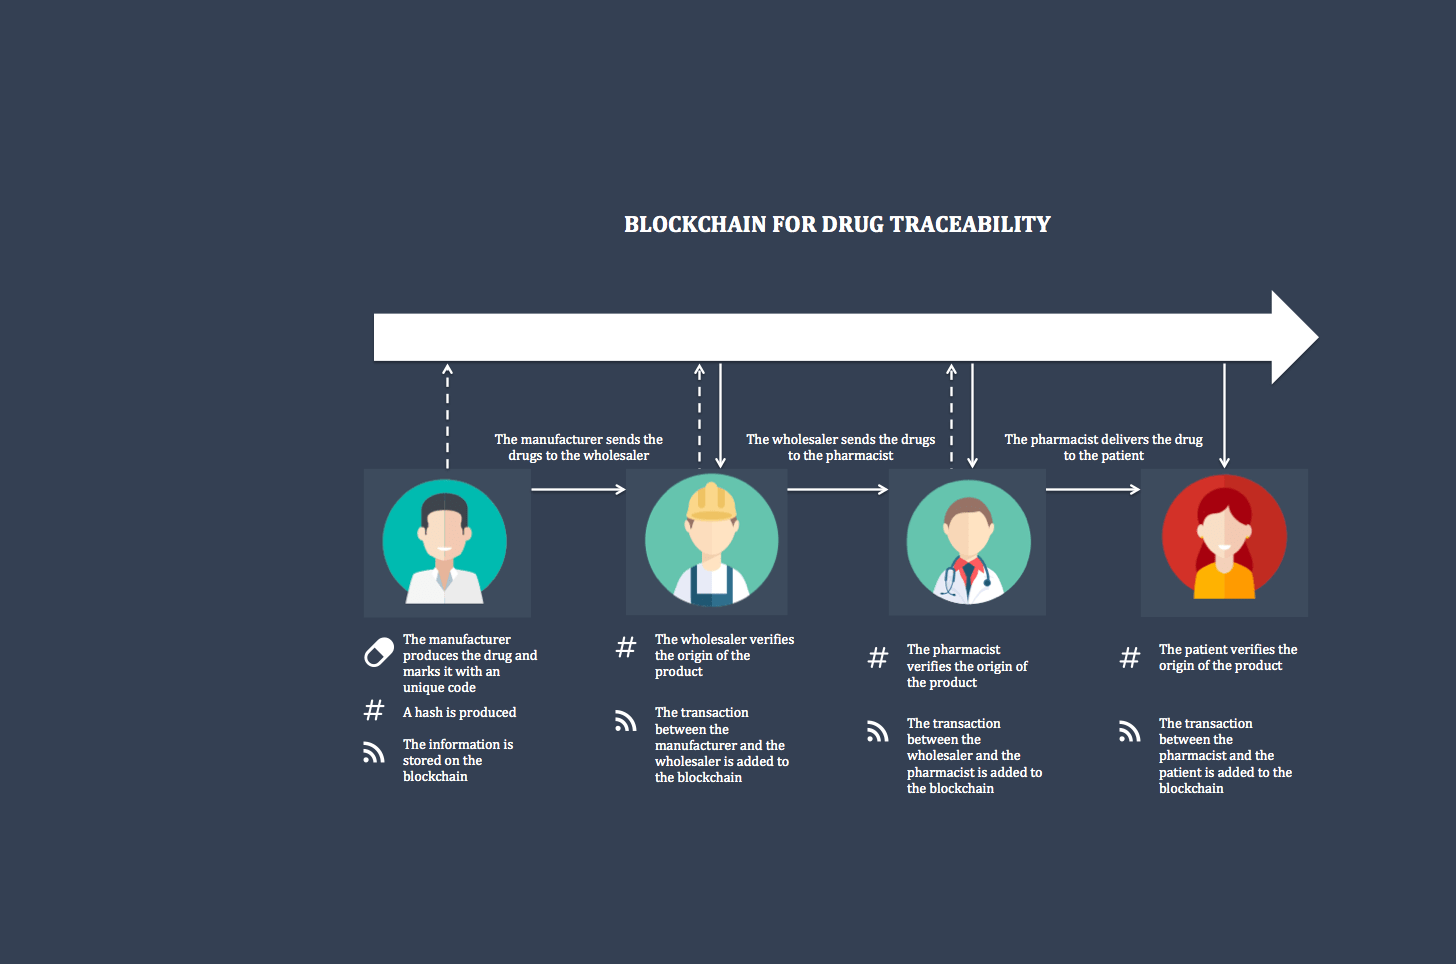 BLOCKCHAIN FOR DRUG TRACEABILITY
The manufacturer sends the
drugs to the wholesaler
The wholesaler sends the drugs
to the pharmacist
The pharmacist delivers the drug
to the patient
The manufacturer
produces the drug and
marks it with an
unique code
# A hash is produced
The information is
stored on the
blockchain
# The wholesaler verifies
the origin of the
product
The transaction
between the
manufacturer and the
wholesaler is added to
the blockchain
# The pharmacist
verifies the origin of
the product
The transaction
between the
wholesaler and the
pharmacist is added to
the blockchain
# The patient verifies the
origin of the product
The transaction
between the
pharmacist and the
patient is added to the
blockchain